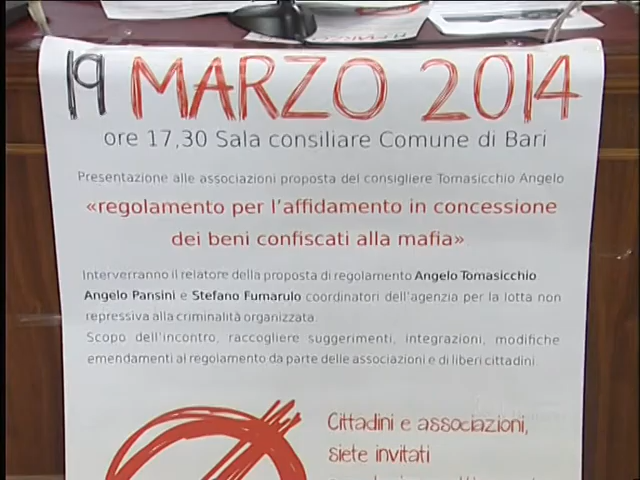 19 MARZO 2014
ore 17,30 Sala consiliare Comune di Bari
Presentazione alle associazioni proposta del consigliere Tomasicchio Angelo
«regolamento per l'affidamento in concessione
dei beni confiscati alla mafia»
Interverranno il relatore della proposta di regolamento Angelo Tomasicchio
Angelo Pansini e Stefano Fumarulo coordinatori dell'agenzia per la lotta non
repressiva alla criminalità organizzata.
Scopo dell'incontro, raccogliere suggerimenti, integrazioni, modifiche
emendamenti al regolamento da parte delle associazioni e di liberi cittadini.
Cittadini e associazioni,
siete invitati